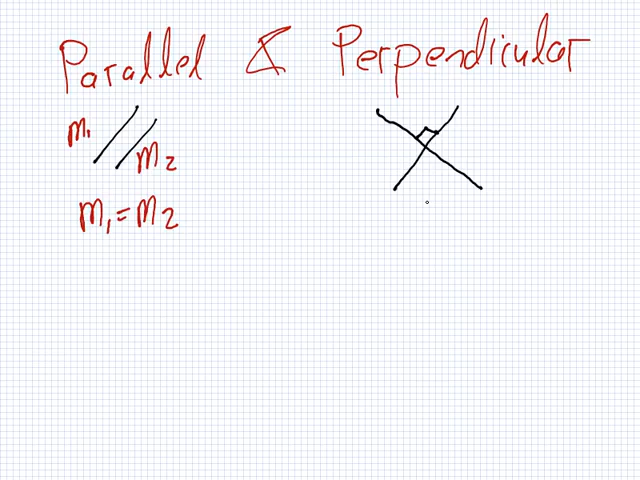 Parallel & Perpendicular
m₁
m₂
m₁ = m₂